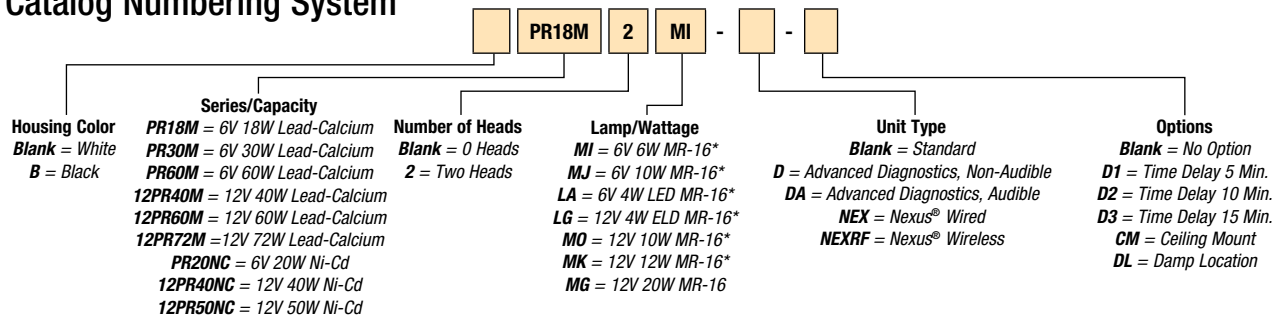 Catalog Numbering System
PR18M 2 MI - -
Housing Color
Blank = White
B = Black
Series/Capacity
PR18M = 6V 18W Lead-Calcium
PR30M = 6V 30W Lead-Calcium
PR60M = 6V 60W Lead-Calcium
12PR40M = 12V 40W Lead-Calcium
12PR60M = 12V 60W Lead-Calcium
12PR72M =12V 72W Lead-Calcium
PR20NC = 6V 20W Ni-Cd
12PR40NC = 12V 40W Ni-Cd
12PR50NC = 12V 50W Ni-Cd
Number of Heads
Blank = 0 Heads
2 = Two Heads
Lamp/Wattage
MI = 6V 6W MR-16*
MJ = 6V 10W MR-16*
LA = 6V 4W LED MR-16*
LG = 12V 4W ELD MR-16*
MO = 12V 10W MR-16*
MK = 12V 12W MR-16*
MG = 12V 20W MR-16
Unit Type
Blank = Standard
D = Advanced Diagnostics, Non-Audible
DA = Advanced Diagnostics, Audible
NEX = Nexus® Wired
NEXRF = Nexus® Wireless
Options
Blank = No Option
D1 = Time Delay 5 Min.
D2 = Time Delay 10 Min.
D3 = Time Delay 15 Min.
CM = Ceiling Mount
DL = Damp Location